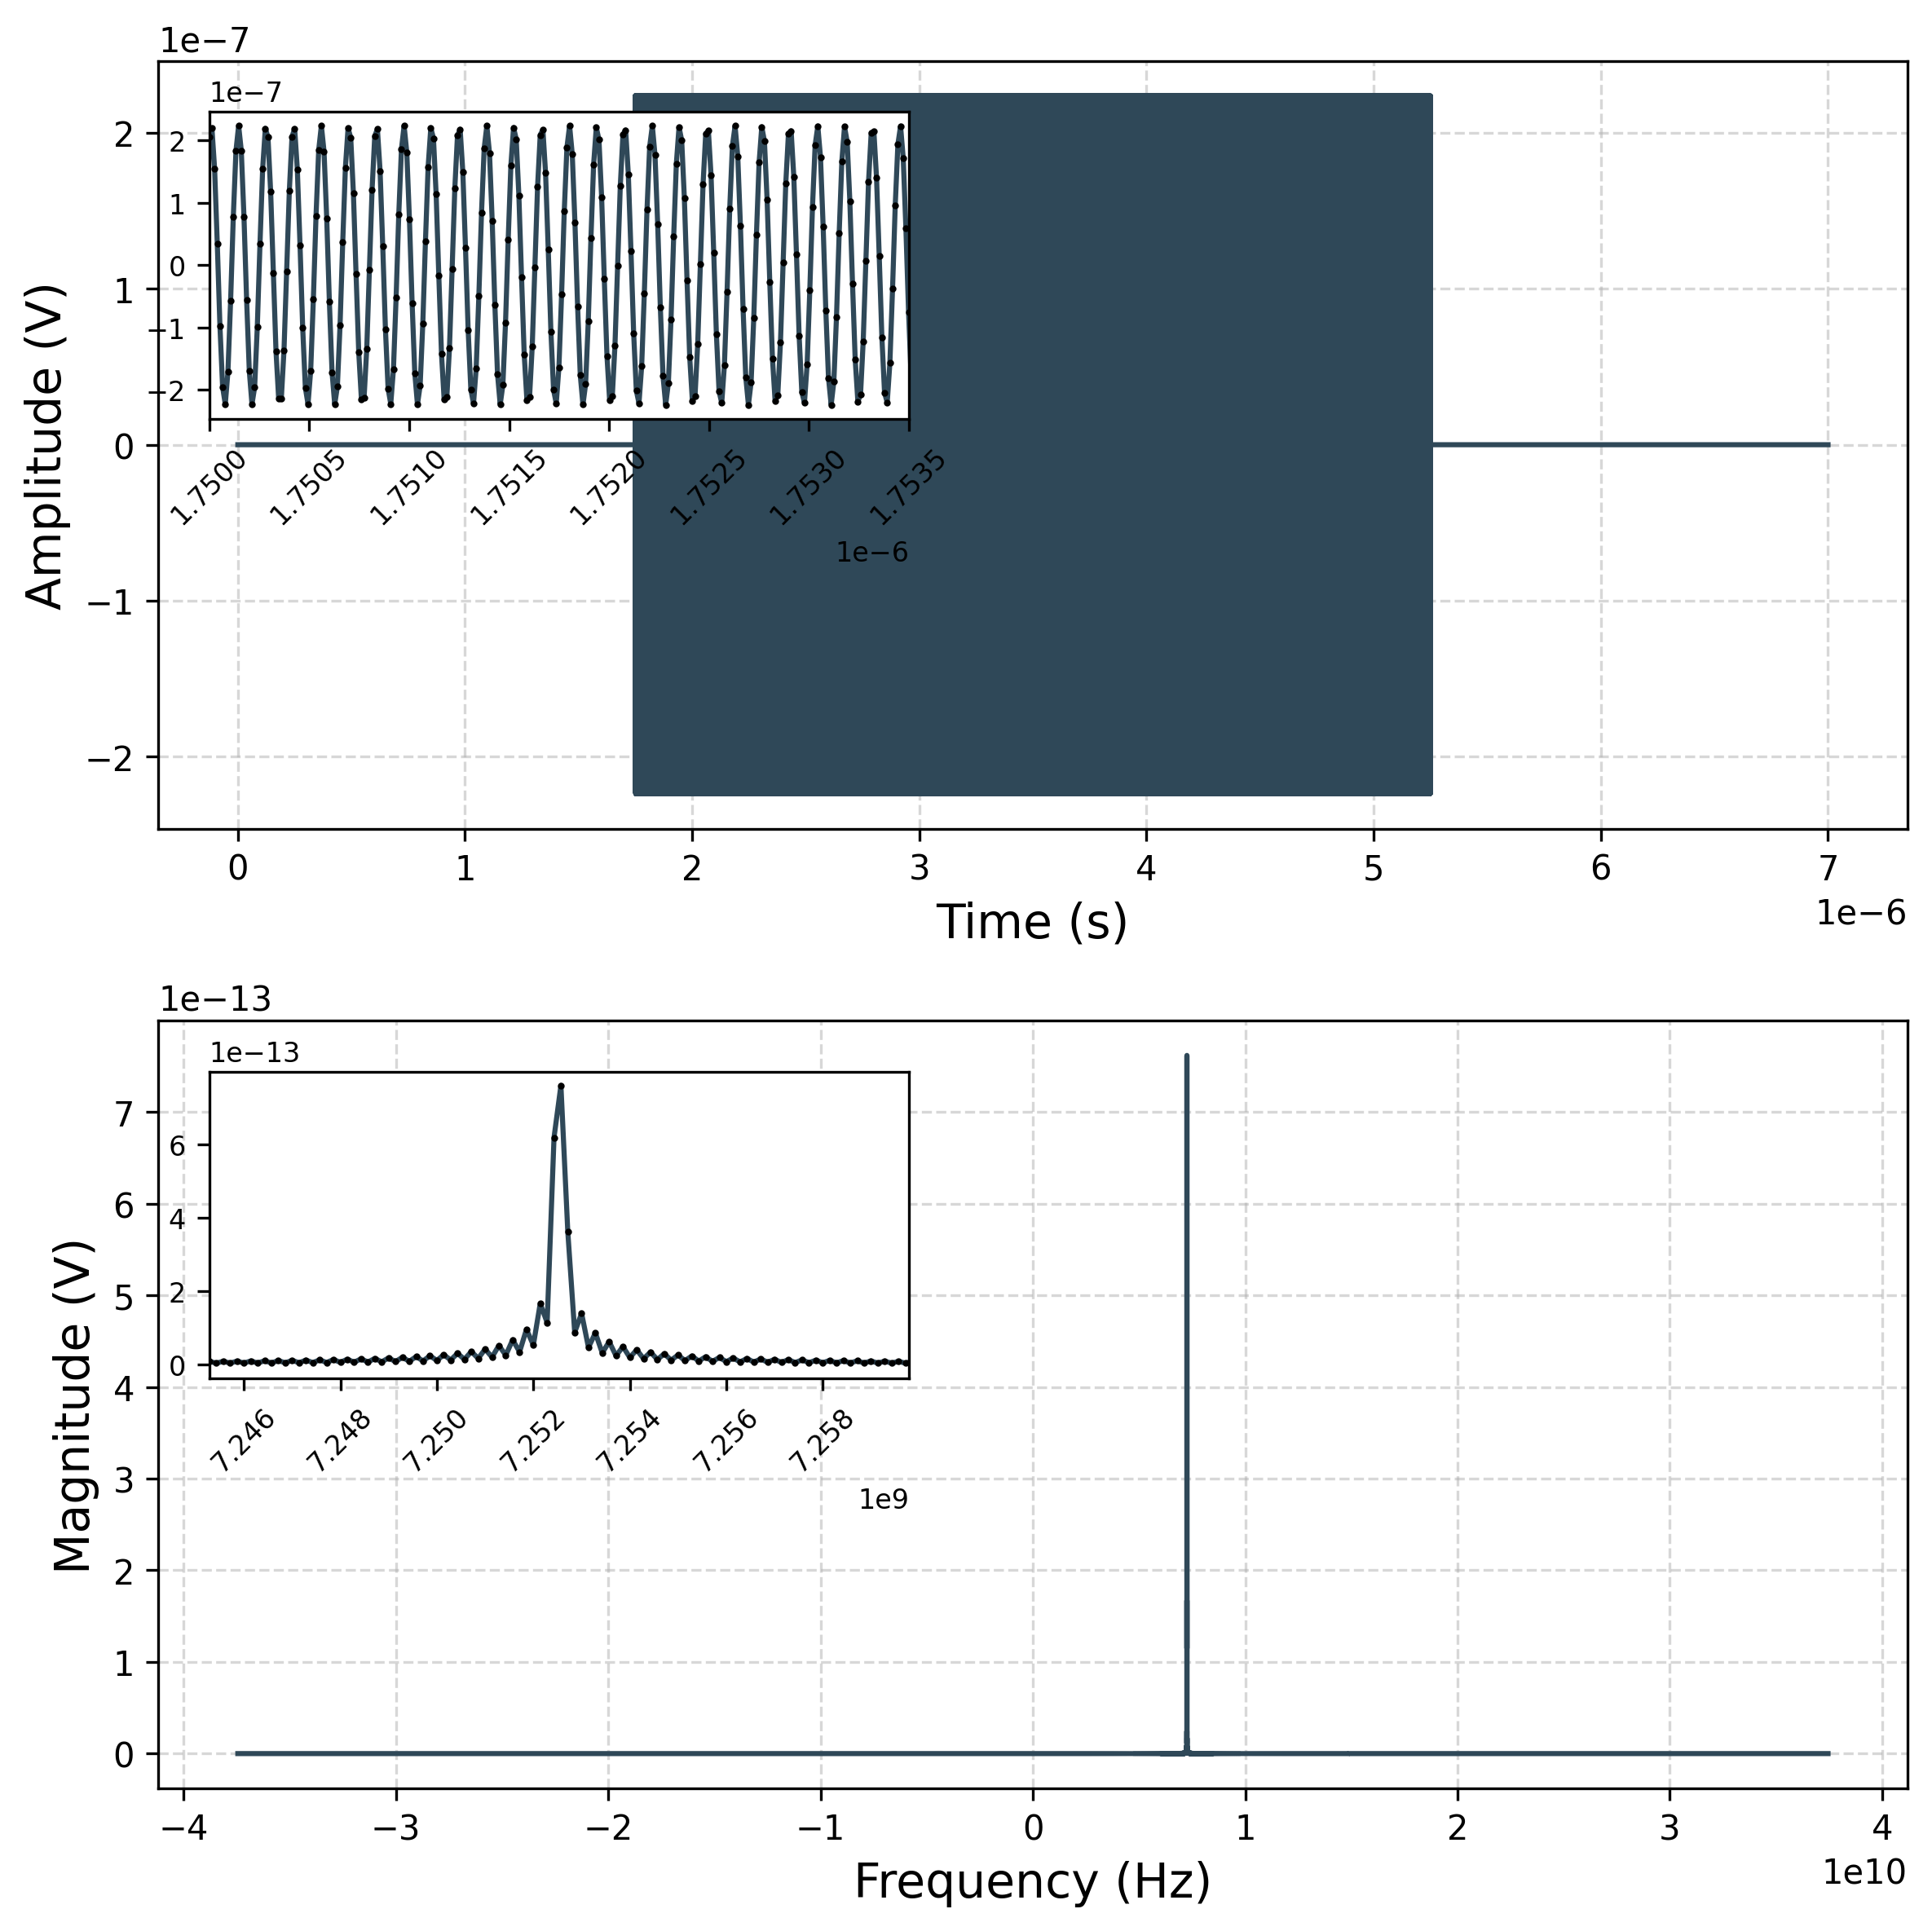 1e−7
1e−7
2
1
0
−1
−2
2
1
0
−1
−2
1.7500 1.7505 1.7510 1.7515 1.7520 1.7525 1.7530 1.7535
1e−6
Amplitude (V)
0 1 2 3 4 5 6 7
Time (s)
1e−6
1e−13
1e−13
6
4
2
0
7
6
5
4
3
2
1
0
7.246 7.248 7.250 7.252 7.254 7.256 7.258
1e9
Magnitude (V)
−4 −3 −2 −1 0 1 2 3 4
Frequency (Hz)
1e10